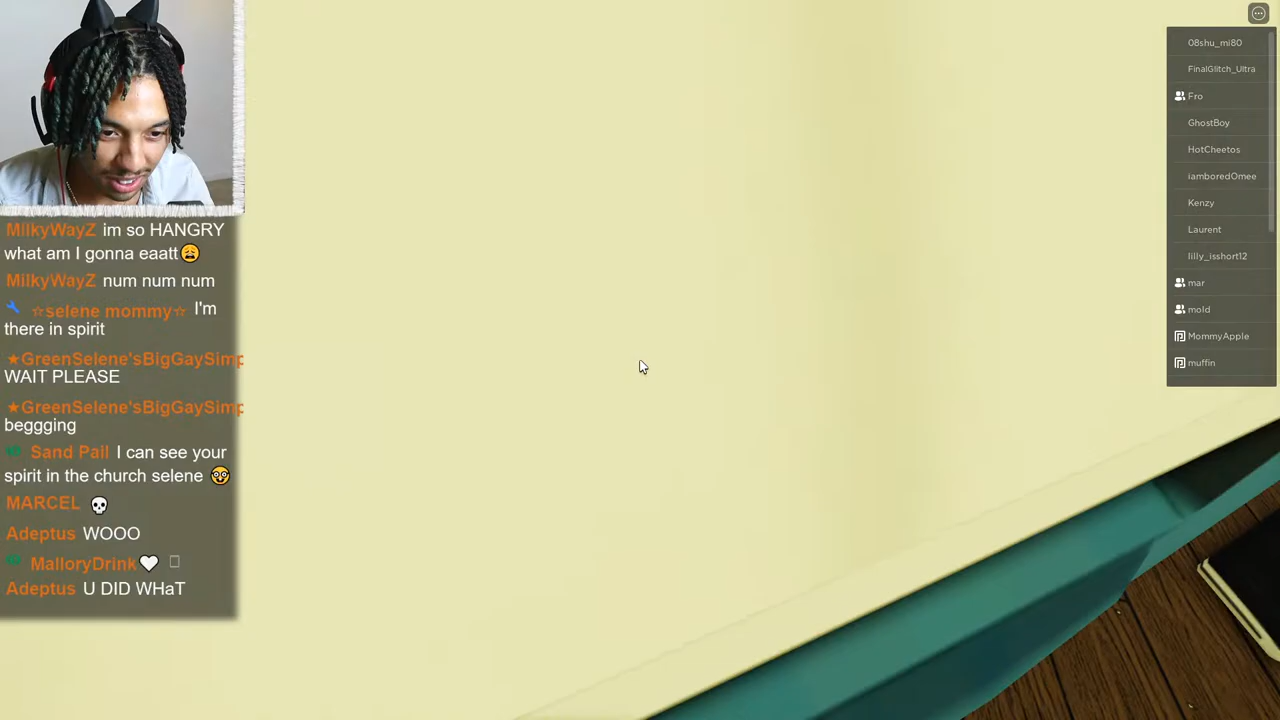 MilkyWayZ im so HANGRY
what am I gonna eaatt😩
MilkyWayZ num num num
☆selene mommy☆ I'm
there in spirit
★GreenSelene'sBigGaySimp
WAIT PLEASE
★GreenSelene'sBigGaySimp
beggging
Sand Pail I can see your
spirit in the church selene 🤓
MARCEL 💀
Adeptus WOOO
MalloryDrink🤍
Adeptus U DID WHaT
08shu_mi80
FinalGlitch_Ultra
Fro
GhostBoy
HotCheetos
iamboredOmee
Kenzy
Laurent
lilly_isshort12
mar
mold
MommyApple
muffin